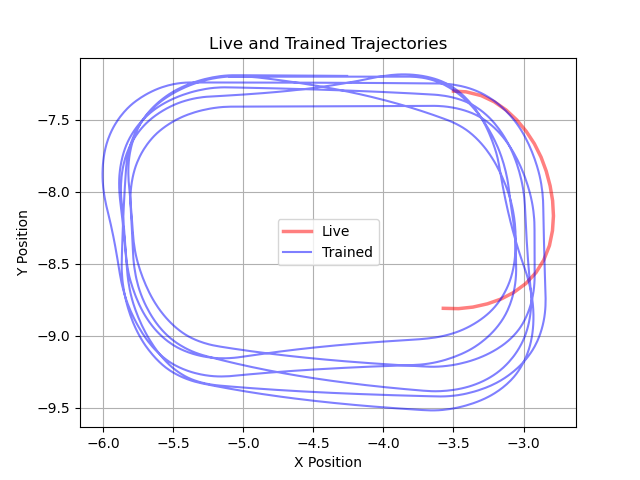 Live and Trained Trajectories
Y Position
−7.5
−8.0
−8.5
−9.0
−9.5
Live
Trained
−6.0 −5.5 −5.0 −4.5 −4.0 −3.5 −3.0
X Position